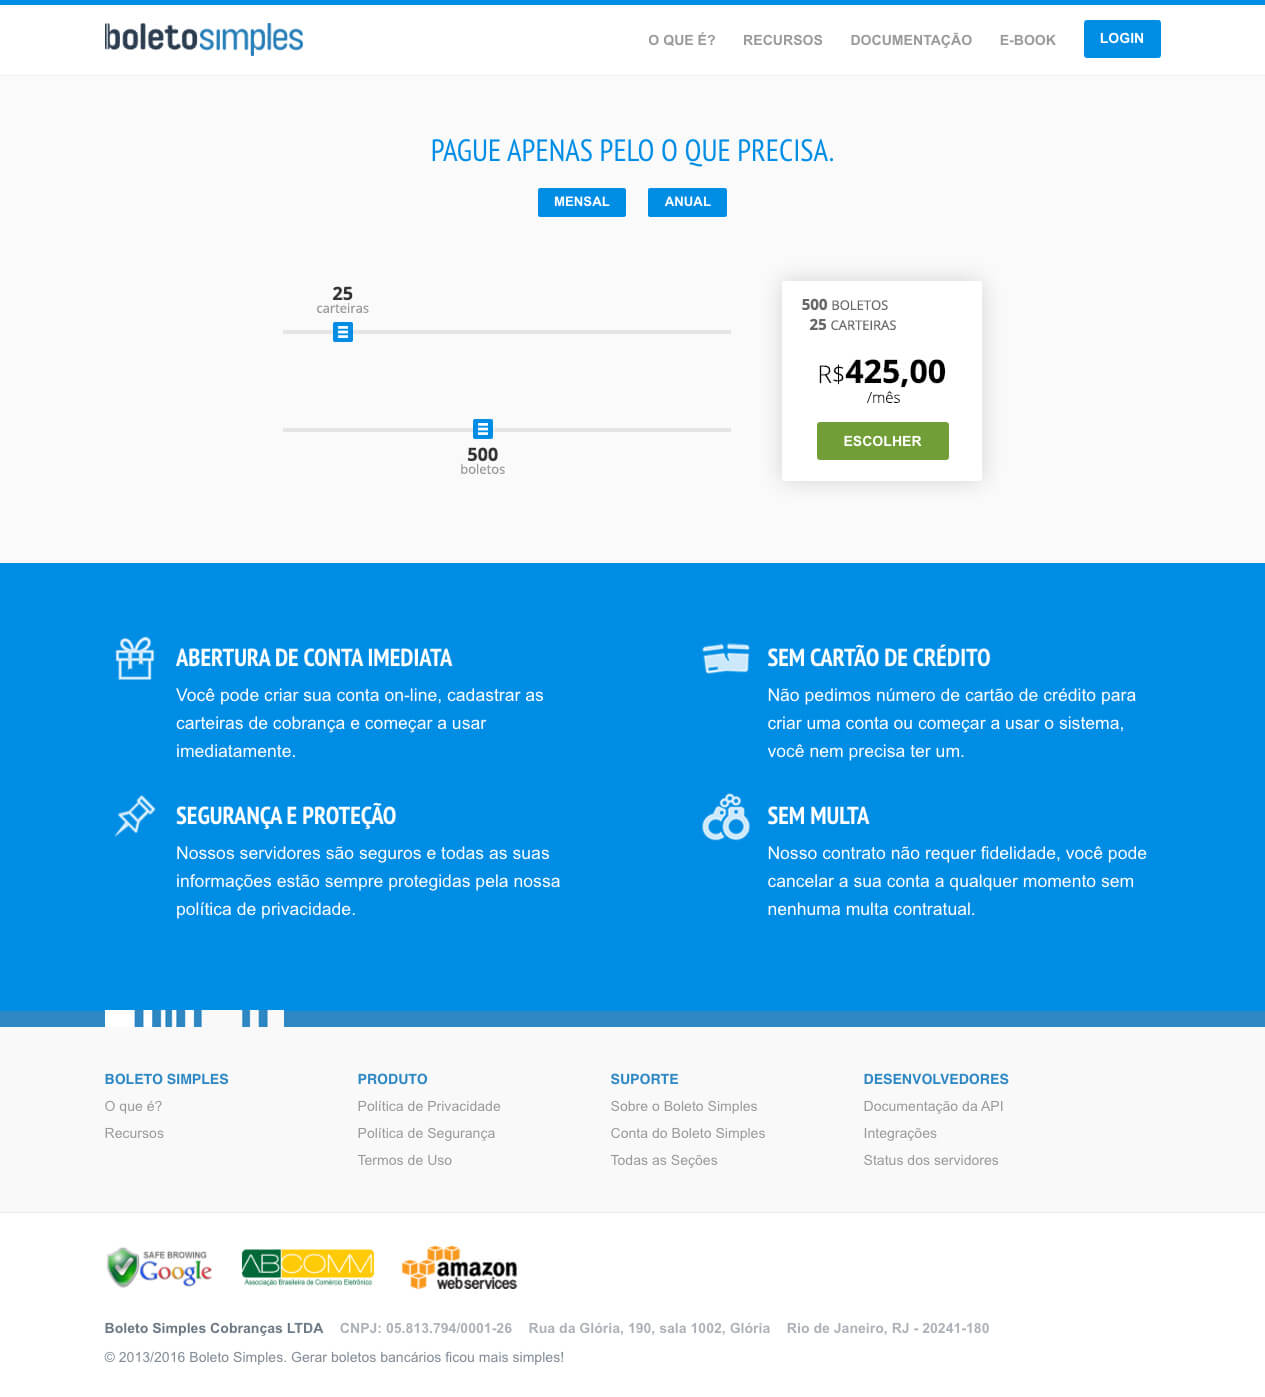 boletosimples
O QUE É? RECURSOS DOCUMENTAÇÃO E-BOOK LOGIN
PAGUE APENAS PELO O QUE PRECISA.
MENSAL ANUAL
25
carteiras
500
boletos
500 BOLETOS
25 CARTEIRAS
R$425,00
/mês
ESCOLHER
ABERTURA DE CONTA IMEDIATA
Você pode criar sua conta on-line, cadastrar as
carteiras de cobrança e começar a usar
imediatamente.
SEM CARTÃO DE CRÉDITO
Não pedimos número de cartão de crédito para
criar uma conta ou começar a usar o sistema,
você nem precisa ter um.
SEGURANÇA E PROTEÇÃO
Nossos servidores são seguros e todas as suas
informações estão sempre protegidas pela nossa
política de privacidade.
SEM MULTA
Nosso contrato não requer fidelidade, você pode
cancelar a sua conta a qualquer momento sem
nenhuma multa contratual.
BOLETO SIMPLES
O que é?
Recursos
PRODUTO
Política de Privacidade
Política de Segurança
Termos de Uso
SUPORTE
Sobre o Boleto Simples
Conta do Boleto Simples
Todas as Seções
DESENVOLVEDORES
Documentação da API
Integrações
Status dos servidores
SAFE BROWSING
Google
ABCOMM
Associação Brasileira de Comércio Eletrônico
amazon
web services
Boleto Simples Cobranças LTDA CNPJ: 05.813.794/0001-26 Rua da Glória, 190, sala 1002, Glória Rio de Janeiro, RJ - 20241-180
© 2013/2016 Boleto Simples. Gerar boletos bancários ficou mais simples!